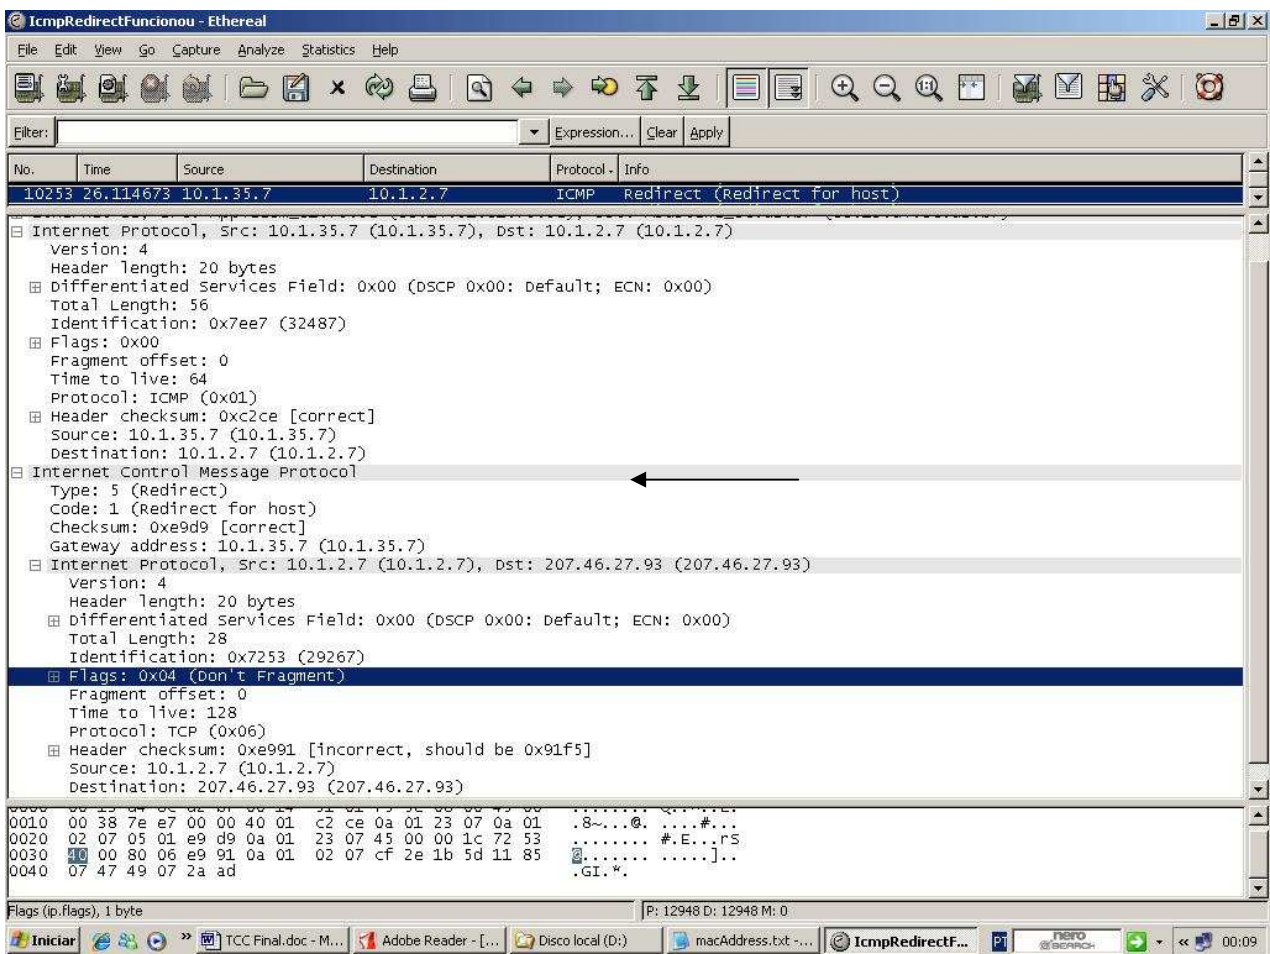 IcmpRedirectFuncionou - Ethereal
File Edit View Go Capture Analyze Statistics Help
Filter: Expression... Clear Apply
No. Time Source Destination Protocol Info
10253 26.114673 10.1.35.7 10.1.2.7 ICMP Redirect (Redirect for host)
Internet Protocol, Src: 10.1.35.7 (10.1.35.7), Dst: 10.1.2.7 (10.1.2.7)
Version: 4
Header length: 20 bytes
Differentiated Services Field: 0x00 (DSCP 0x00: Default; ECN: 0x00)
Total Length: 56
Identification: 0x7ee7 (32487)
Flags: 0x00
Fragment offset: 0
Time to live: 64
Protocol: ICMP (0x01)
Header checksum: 0xc2ce [correct]
Source: 10.1.35.7 (10.1.35.7)
Destination: 10.1.2.7 (10.1.2.7)
Internet Control Message Protocol
Type: 5 (Redirect)
Code: 1 (Redirect for host)
Checksum: 0xe9d9 [correct]
Gateway address: 10.1.35.7 (10.1.35.7)
Internet Protocol, Src: 10.1.2.7 (10.1.2.7), Dst: 207.46.27.93 (207.46.27.93)
Version: 4
Header length: 20 bytes
Differentiated Services Field: 0x00 (DSCP 0x00: Default; ECN: 0x00)
Total Length: 28
Identification: 0x7253 (29267)
Flags: 0x04 (Don't Fragment)
Fragment offset: 0
Time to live: 128
Protocol: TCP (0x06)
Header checksum: 0xe991 [incorrect, should be 0x91f5]
Source: 10.1.2.7 (10.1.2.7)
Destination: 207.46.27.93 (207.46.27.93)
0010 00 38 7e e7 00 00 40 01 c2 ce 0a 01 23 07 0a 01 .8~...@. ....#...
0020 02 07 05 01 e9 d9 0a 01 23 07 45 00 00 1c 72 53 ........ #.E...rS
0030 40 00 80 06 e9 91 0a 01 02 07 cf 2e 1b 5d 11 85 @....... .....]..
0040 07 47 49 07 2a ad .GI.*.
Flags (ip.flags), 1 byte P: 12948 D: 12948 M: 0
Iniciar » TCC Final.doc - M... Adobe Reader - [... Disco local (D:) macAddress.txt -... IcmpRedirectF... PT nero SEARCH « 00:09